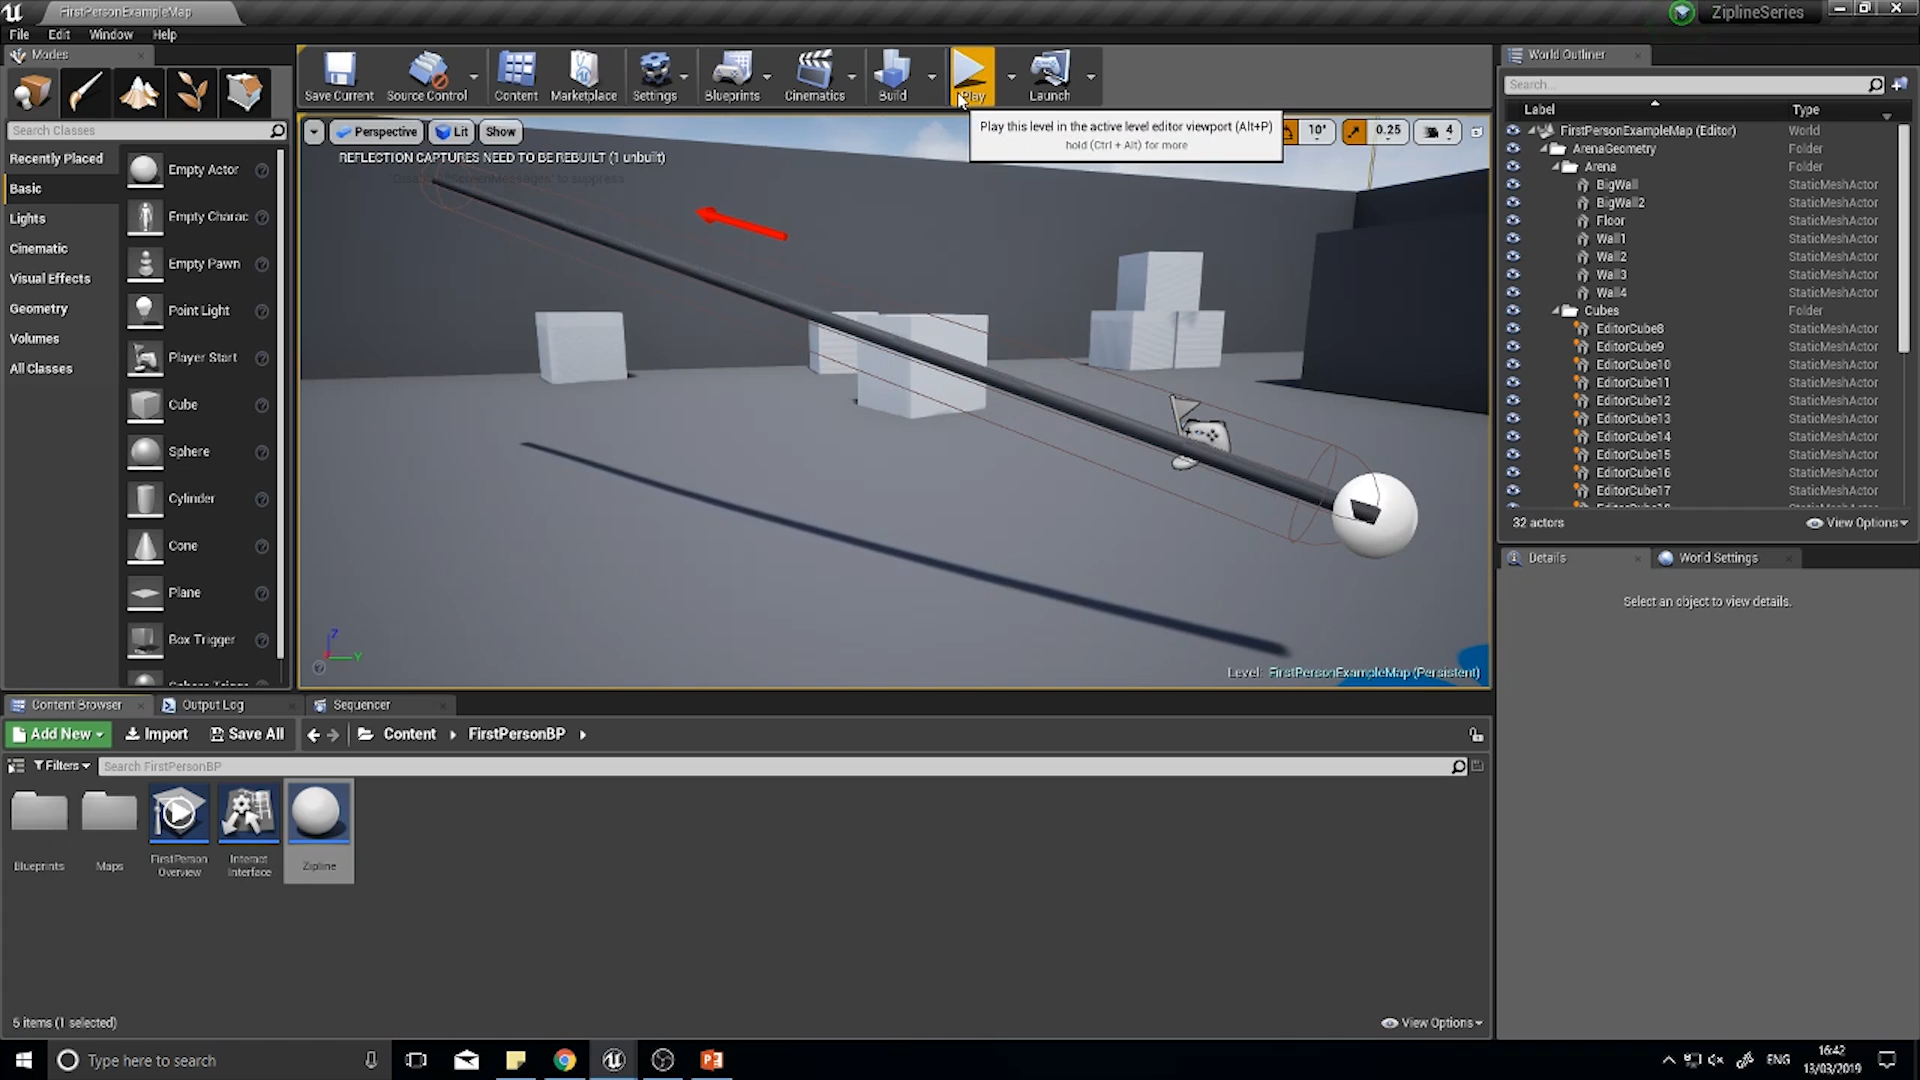 FirstPersonExampleMap
ZiplineSeries
File Edit Window Help
Modes
Search Classes
Recently Placed
Basic
Lights
Cinematic
Visual Effects
Geometry
Volumes
All Classes
Empty Actor
Empty Charac
Empty Pawn
Point Light
Player Start
Cube
Sphere
Cylinder
Cone
Plane
Box Trigger
Save Current
Source Control
Content
Marketplace
Settings
Blueprints
Cinematics
Build
Play
Launch
Play this level in the active level editor viewport (Alt+P)
hold (Ctrl + Alt) for more
Perspective
Lit
Show
10°
0.25
4
REFLECTION CAPTURES NEED TO BE REBUILT (1 unbuilt)
Z
Y
Level: FirstPersonExampleMap (Persistent)
World Outliner
Search...
Label Type
FirstPersonExampleMap (Editor) World
ArenaGeometry Folder
Arena Folder
BigWall StaticMeshActor
BigWall2 StaticMeshActor
Floor StaticMeshActor
Wall1 StaticMeshActor
Wall2 StaticMeshActor
Wall3 StaticMeshActor
Wall4 StaticMeshActor
Cubes Folder
EditorCube8 StaticMeshActor
EditorCube9 StaticMeshActor
EditorCube10 StaticMeshActor
EditorCube11 StaticMeshActor
EditorCube12 StaticMeshActor
EditorCube13 StaticMeshActor
EditorCube14 StaticMeshActor
EditorCube15 StaticMeshActor
EditorCube16 StaticMeshActor
EditorCube17 StaticMeshActor
32 actors
View Options
Details
World Settings
Select an object to view details.
Content Browser
Output Log
Sequencer
Add New
Import
Save All
Content
FirstPersonBP
Filters
Search FirstPersonBP
Blueprints
Maps
FirstPerson
Overview
Interact
Interface
Zipline
5 items (1 selected)
View Options
Type here to search
ENG
16:42
13/03/2019